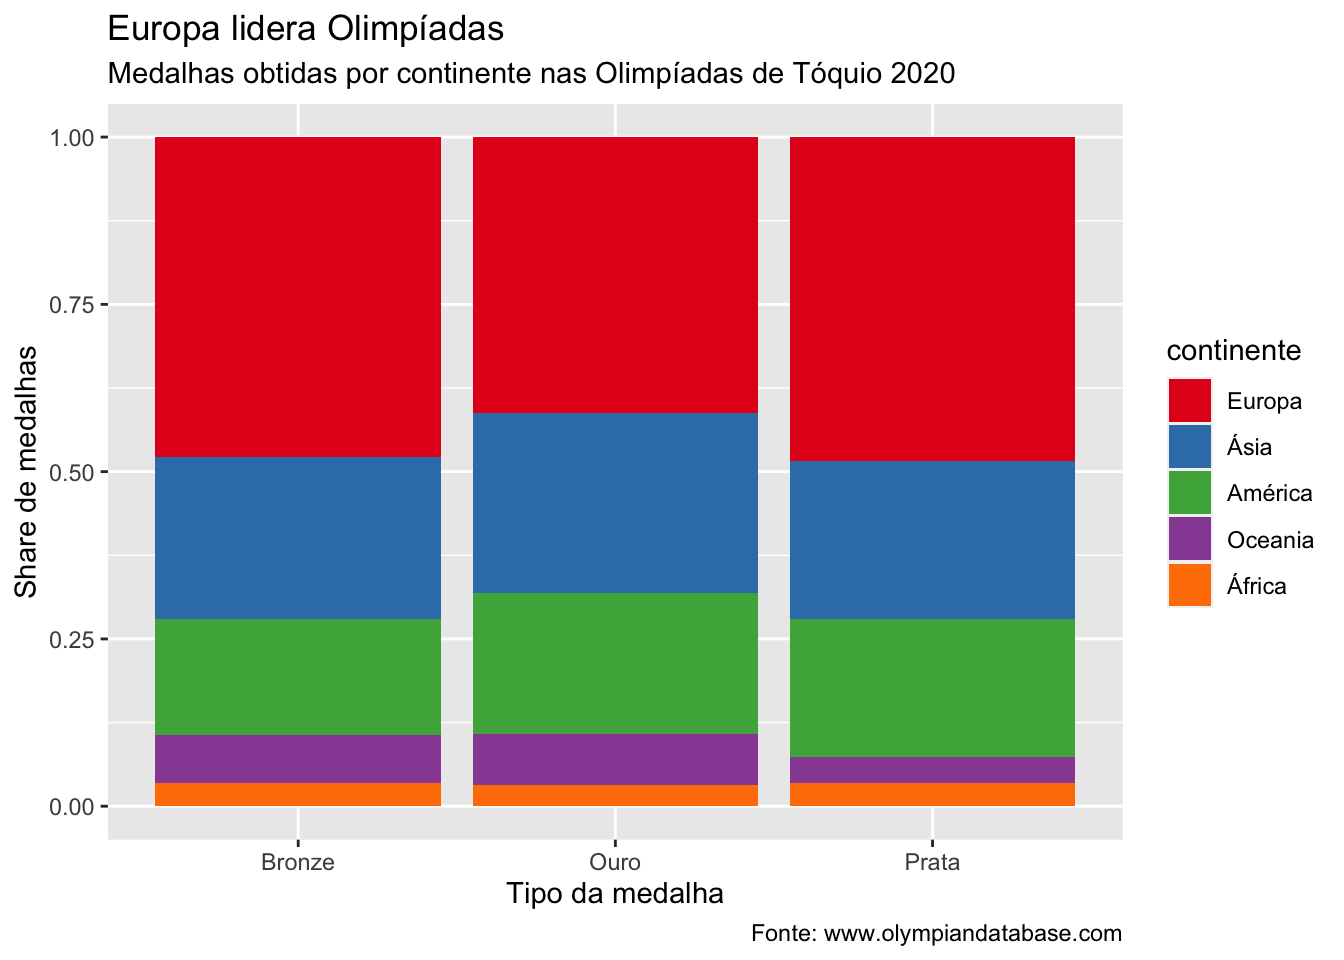 Europa lidera Olimpíadas
Medalhas obtidas por continente nas Olimpíadas de Tóquio 2020
1.00
0.75
0.50
0.25
0.00
Share de medalhas
Bronze
Ouro
Prata
Tipo da medalha
continente
Europa
Ásia
América
Oceania
África
Fonte: www.olympiandatabase.com